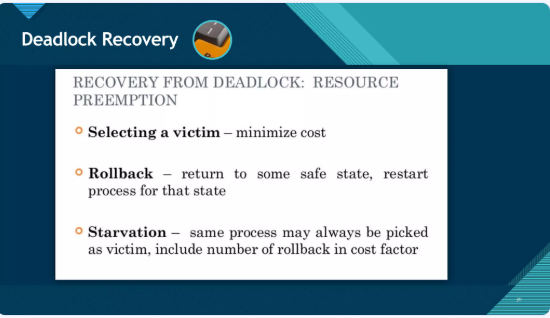 Deadlock Recovery
RECOVERY FROM DEADLOCK: RESOURCE
PREEMPTION
Selecting a victim – minimize cost
Rollback – return to some safe state, restart
process for that state
Starvation – same process may always be picked
as victim, include number of rollback in cost factor